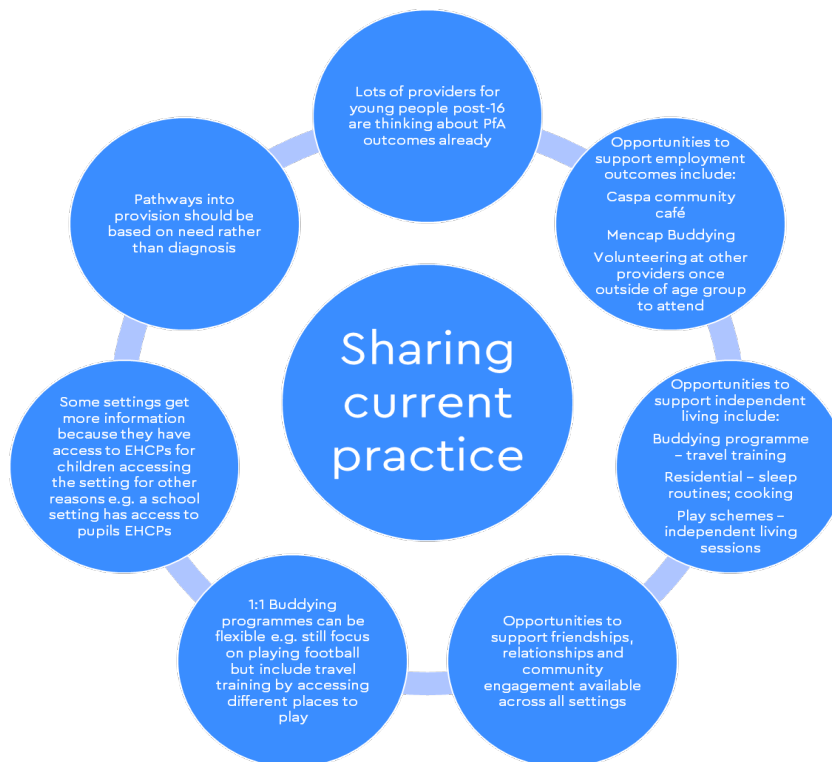 Lots of providers for
young people post-16
are thinking about PfA
outcomes already
Opportunities to
support employment
outcomes include:
Caspa community
café
Mencap Buddying
Volunteering at other
providers once
outside of age group
to attend
Opportunities to
support independent
living include:
Buddying programme
– travel training
Residential – sleep
routines; cooking
Play schemes –
independent living
sessions
Opportunities to
support friendships,
relationships and
community
engagement available
across all settings
1:1 Buddying
programmes can be
flexible e.g. still focus
on playing football
but include travel
training by accessing
different places to
play
Some settings get
more information
because they have
access to EHCPs for
children accessing
the setting for other
reasons e.g. a school
setting has access to
pupils EHCPs
Pathways into
provision should be
based on need rather
than diagnosis
Sharing
current
practice